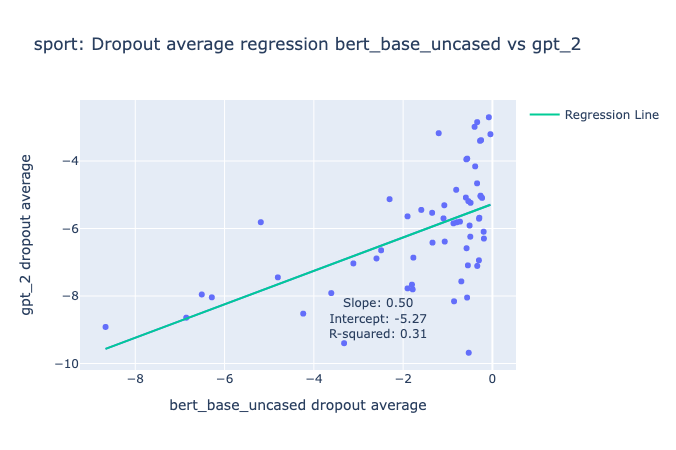 sport: Dropout average regression bert_base_uncased vs gpt_2
Regression Line
gpt_2 dropout average
−4
−6
−8
−10
Slope: 0.50
Intercept: -5.27
R-squared: 0.31
−8
−6
−4
−2
0
bert_base_uncased dropout average